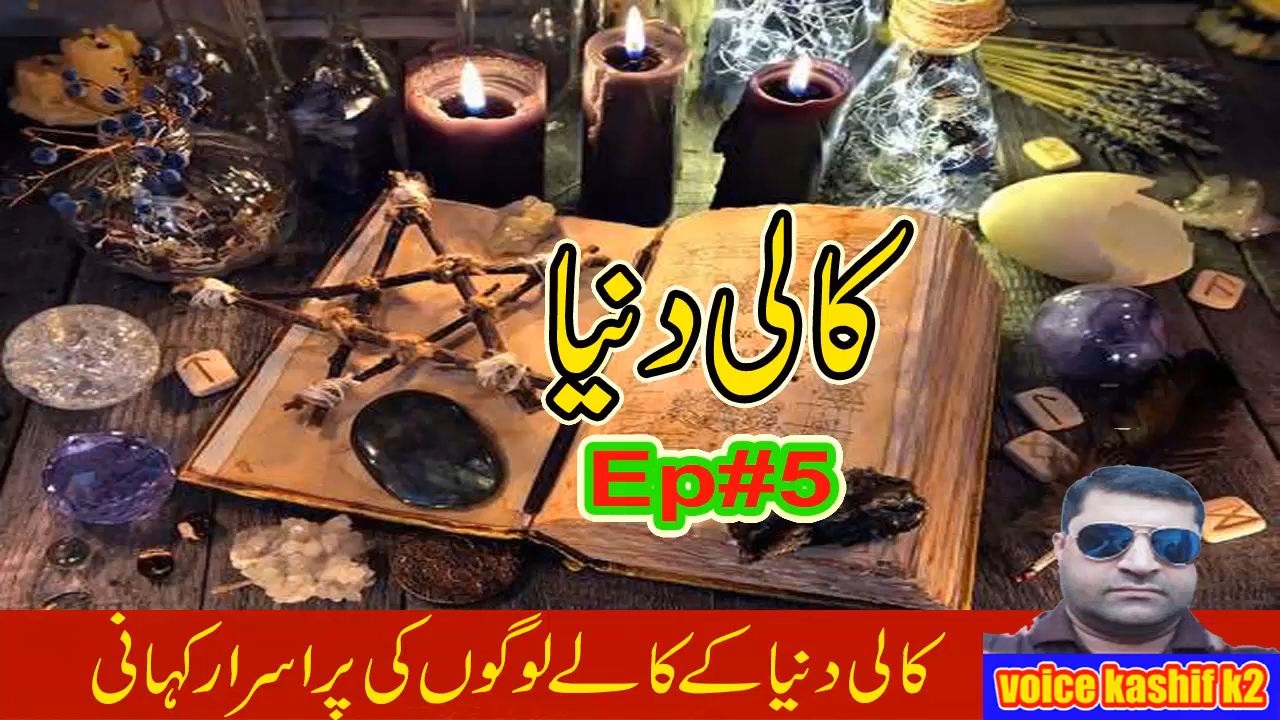 کالی دنیا
Ep#5
کالی دنیا کے کالے لوگوں کی پراسرار کہانی
voice kashif k2